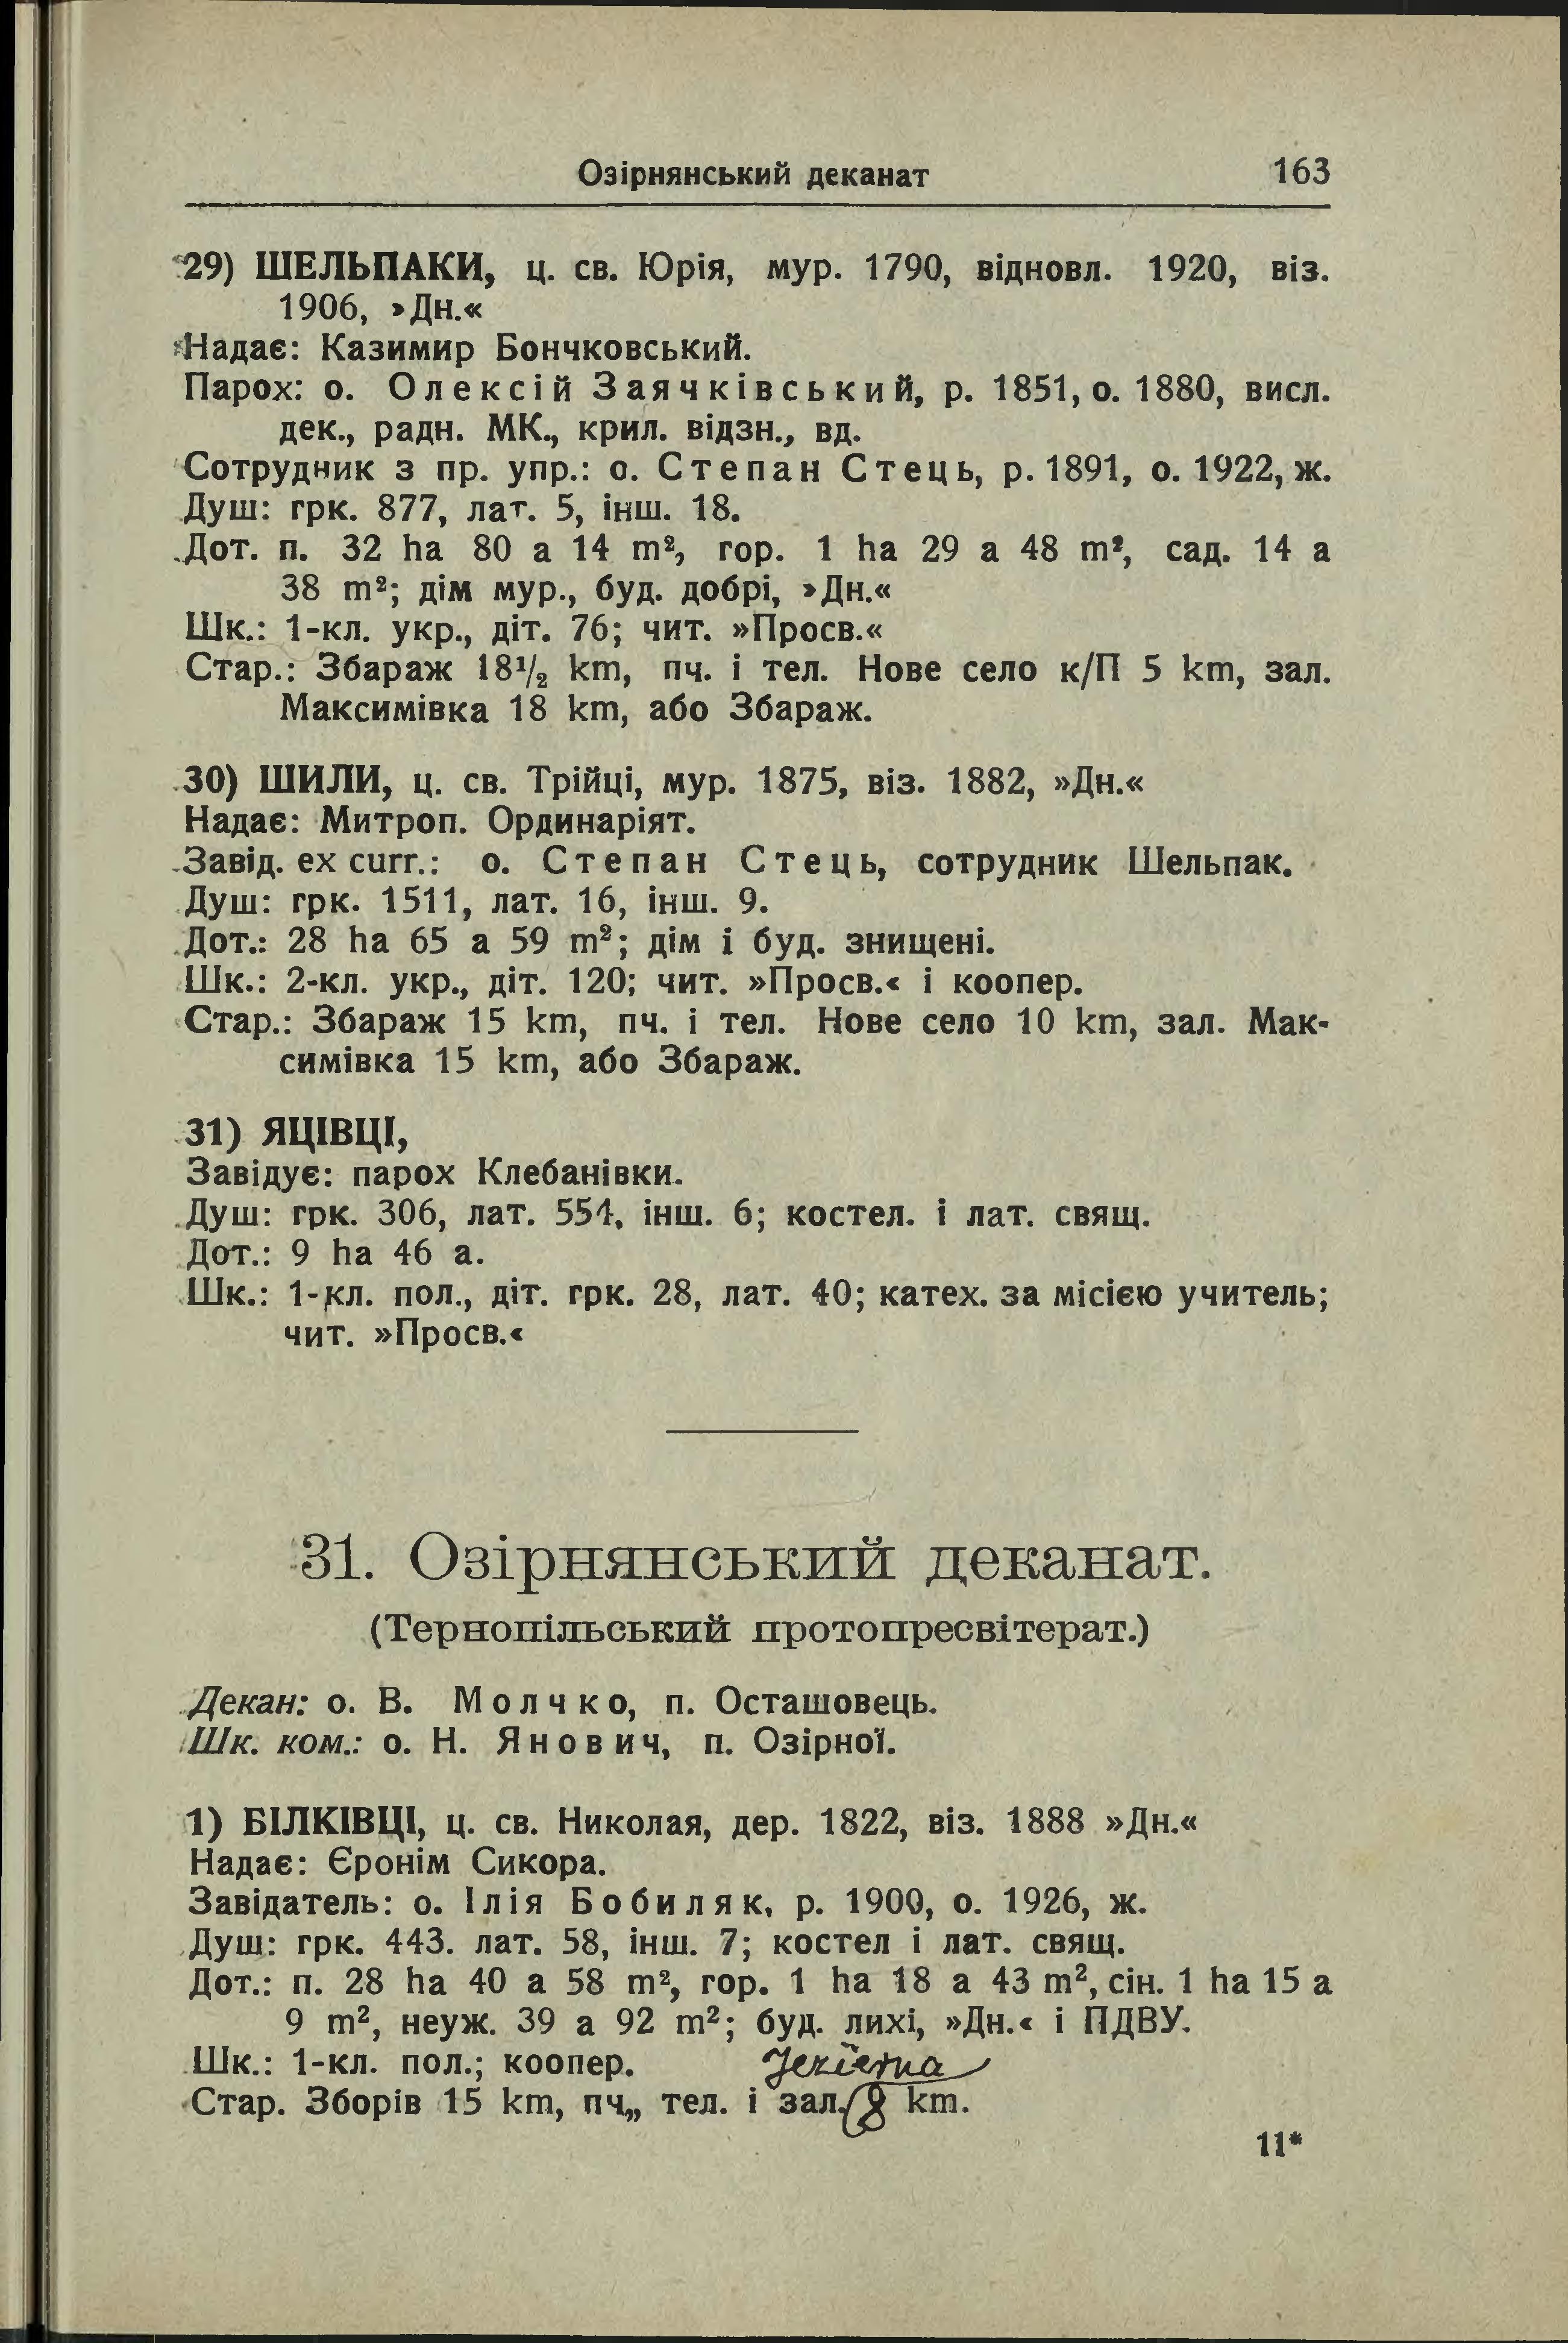 Озірнянський деканат 163
29) ШЕЛЬПАКИ, ц. св. Юрія, мур. 1790, відновл. 1920, віз.
1906, »Дн.«
Надає: Казимир Бончковський.
Парох: о. Олексій Заячківський, р. 1851, о. 1880, висл.
дек., радн. МК., крил. відзн., вд.
Сотрудник з пр. упр.: о. Степан Стець, р. 1891, о. 1922, ж.
Душ: грк. 877, лат. 5, інш. 18.
Дот. п. 32 ha 80 a 14 m², гор. 1 ha 29 a 48 m², сад. 14 a
38 m²; дім мур., буд. добрі, »Дн.«
Шк.: 1-кл. укр., діт. 76; чит. »Просв.«
Стар.: Збараж 18½ km, пч. і тел. Нове село к/П 5 km, зал.
Максимівка 18 km, або Збараж.
30) ШИЛИ, ц. св. Трійці, мур. 1875, віз. 1882, »Дн.«
Надає: Митроп. Ординаріят.
Завід. ex curr.: о. Степан Стець, сотрудник Шельпак.
Душ: грк. 1511, лат. 16, інш. 9.
Дот.: 28 ha 65 a 59 m²; дім і буд. знищені.
Шк.: 2-кл. укр., діт. 120; чит. »Просв.« і коопер.
Стар.: Збараж 15 km, пч. і тел. Нове село 10 km, зал. Мак-
симівка 15 km, або Збараж.
31) ЯЦІВЦІ,
Завідує: парох Клебанівки.
Душ: грк. 306, лат. 554, інш. 6; костел. і лат. свящ.
Дот.: 9 ha 46 a.
Шк.: 1-кл. пол., діт. грк. 28, лат. 40; катех. за місією учитель;
чит. »Просв.«
31. Озірнянський деканат.
(Тернопільський протопресвітерат.)
Декан: о. В. Молчко, п. Осташовець.
Шк. ком.: о. Н. Янович, п. Озірної.
1) БІЛКІВЦІ, ц. св. Николая, дер. 1822, віз. 1888 »Дн.«
Надає: Єронім Сикора.
Завідатель: о. Ілія Бобиляк, р. 1900, о. 1926, ж.
Душ: грк. 443. лат. 58, інш. 7; костел і лат. свящ.
Дот.: п. 28 ha 40 a 58 m², гор. 1 ha 18 a 43 m², сін. 1 ha 15 a
9 m², неуж. 39 a 92 m²; буд. лихі, »Дн.« і ПДВУ.
Шк.: 1-кл. пол.; коопер. Jezierna
Стар. Зборів 15 km, пч,, тел. і зал. 8 km.
11*